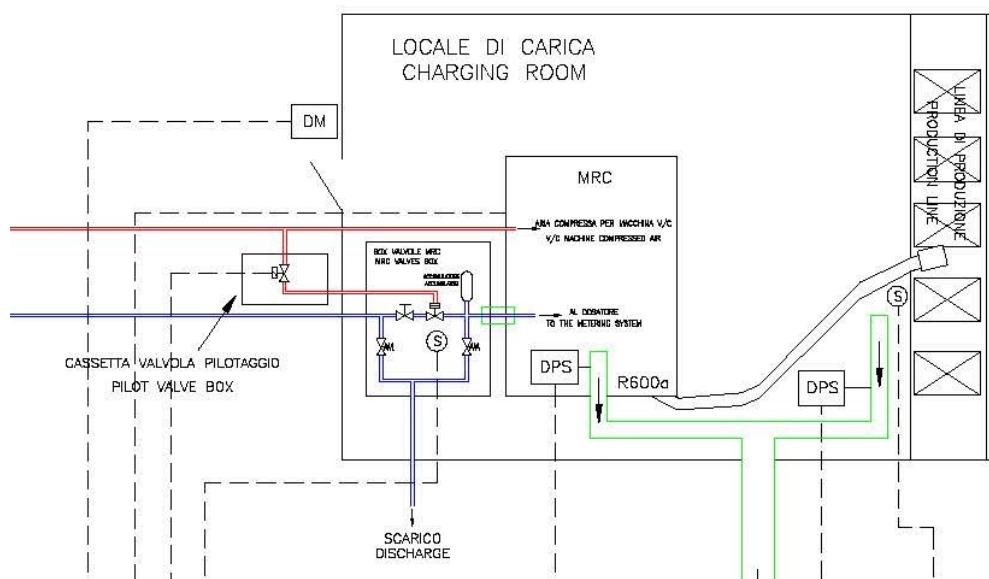 LOCALE DI CARICA
CHARGING ROOM
DM
MRC
ARIA COMPRESSA PER MACCHINA V/C
V/C MACHINE COMPRESSED AIR
BOX VALVOLE MRC
MRC VALVES BOX
AL DOSATORE
TO THE METERING SYSTEM
S
CASSETTA VALVOLA PILOTAGGIO
PILOT VALVE BOX
DPS
R600a
DPS
S
LINEA DI PRODUZIONE
PRODUCTION LINE
SCARICO
DISCHARGE